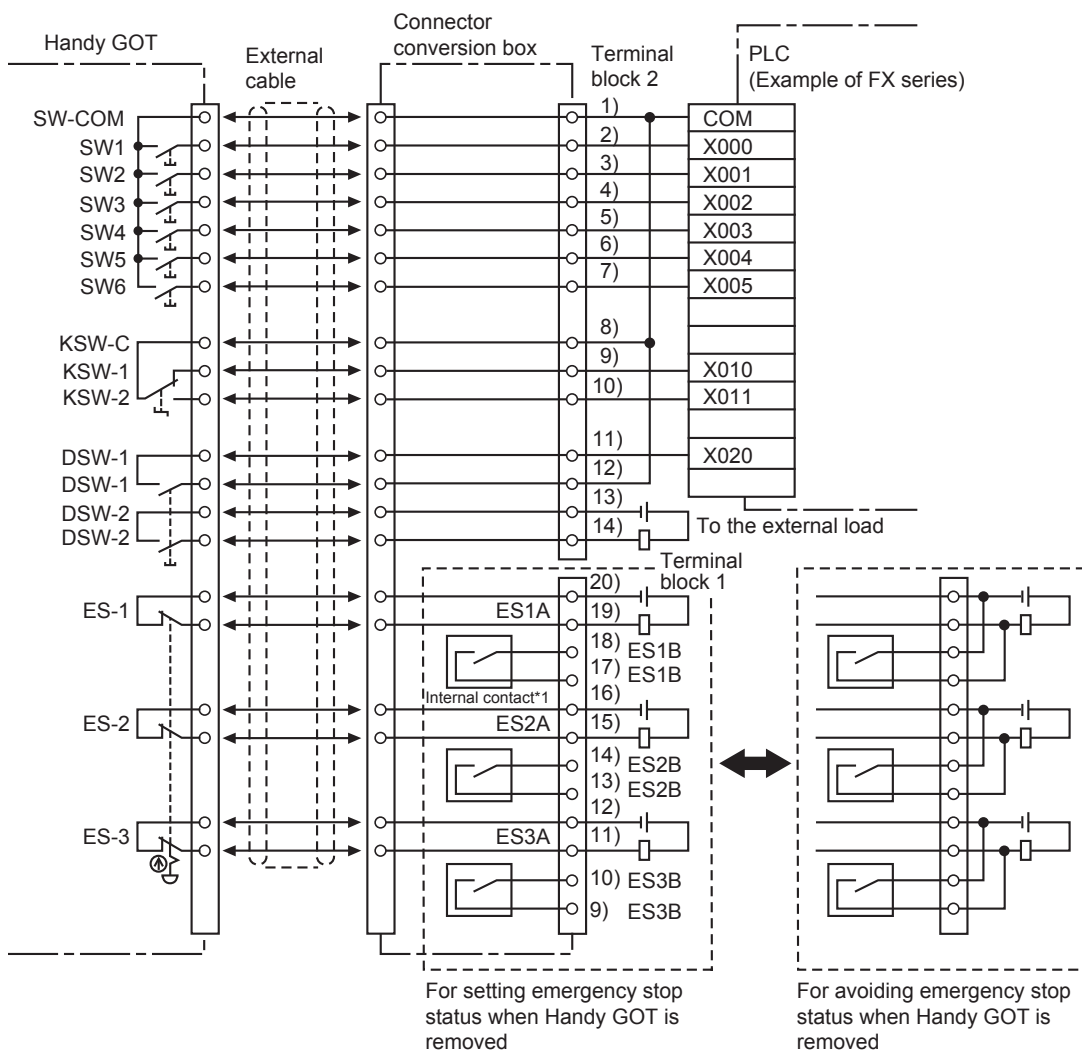 Handy GOT
External
cable
Connector
conversion box
Terminal
block 2
PLC
(Example of FX series)
SW-COM 1) COM
SW1 2) X000
SW2 3) X001
SW3 4) X002
SW4 5) X003
SW5 6) X004
SW6 7) X005
KSW-C 8)
KSW-1 9) X010
KSW-2 10) X011
DSW-1 11) X020
DSW-1 12)
DSW-2 13)
DSW-2 14) To the external load
Terminal
block 1
20)
ES-1 ES1A 19)
18) ES1B
17) ES1B
Internal contact*1 16)
ES-2 ES2A 15)
14) ES2B
13) ES2B
12)
ES-3 ES3A 11)
10) ES3B
9) ES3B
For setting emergency stop
status when Handy GOT is
removed
For avoiding emergency stop
status when Handy GOT is
removed